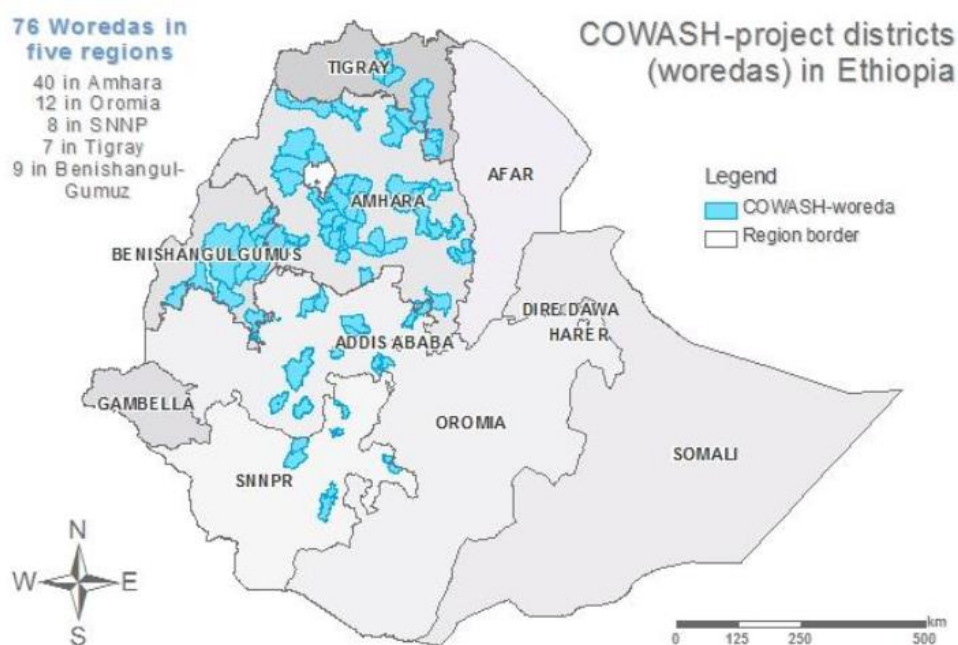 76 Woredas in
five regions
40 in Amhara
12 in Oromia
8 in SNNP
7 in Tigray
9 in Benishangul-
Gumuz
COWASH-project districts
(woredas) in Ethiopia
TIGRAY
AFAR
Legend
COWASH-woreda
Region border
AMHARA
BENISHANGULGUMUS
DIRE DAWA
HARER
ADDIS ABABA
GAMBELLA
OROMIA
SOMALI
SNNPR
N
W
E
S
km
0
125
250
500